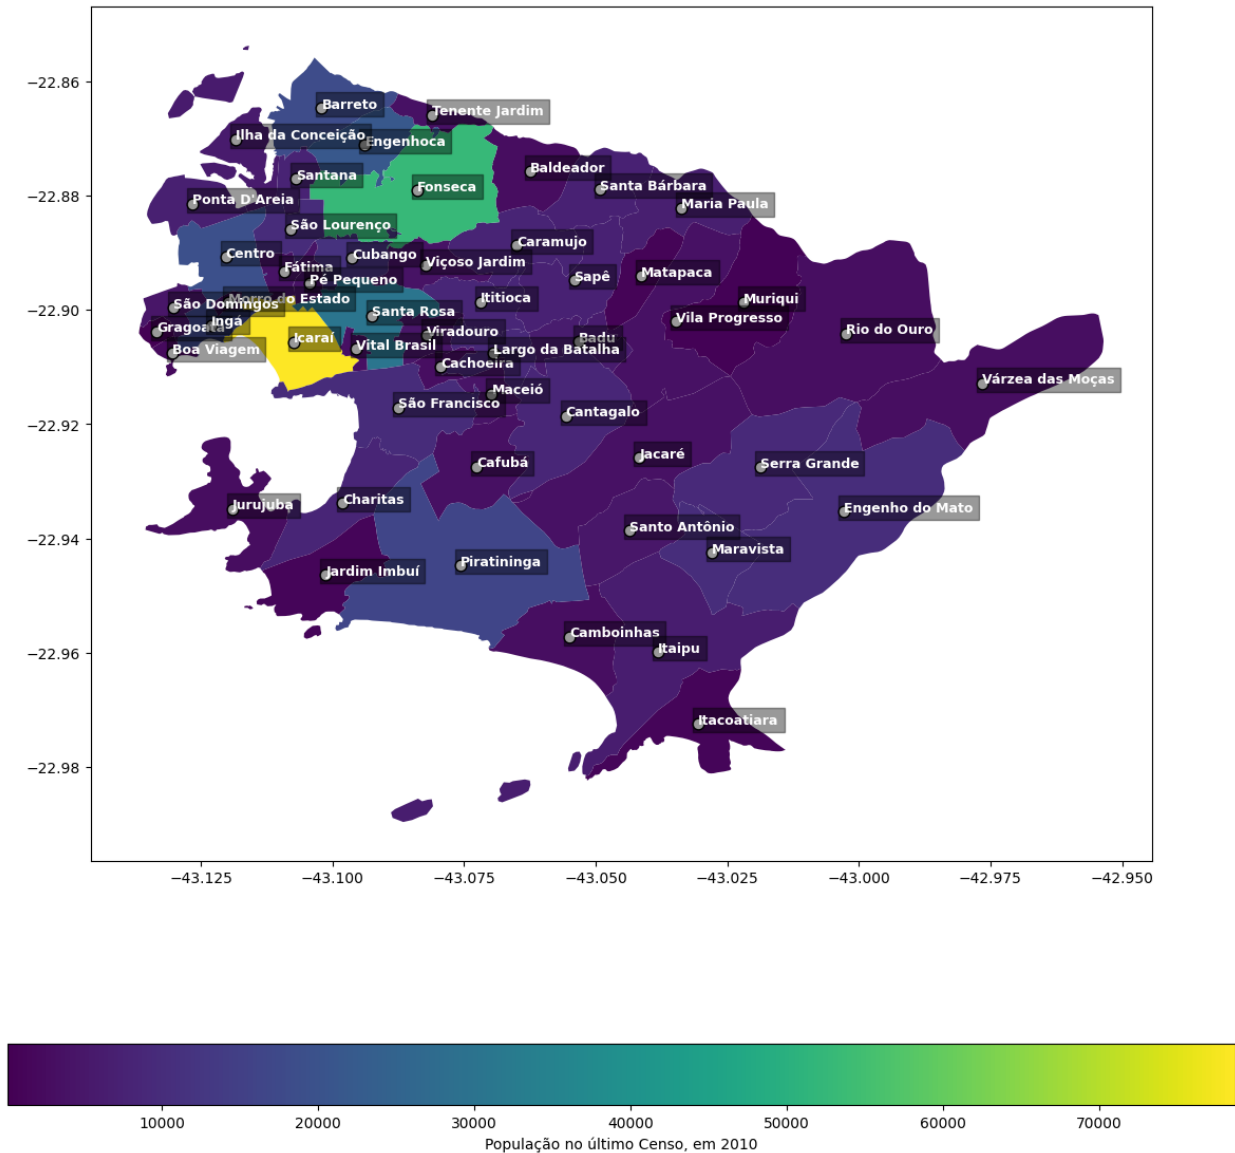 −22.86
−22.88
−22.90
−22.92
−22.94
−22.96
−22.98
Barreto
Tenente Jardim
Ilha da Conceição
Engenhoca
Santana
Fonseca
Baldeador
Santa Bárbara
Ponta D'Areia
Maria Paula
São Lourenço
Caramujo
Centro
Cubango
Viçoso Jardim
Fátima
Pé Pequeno
Sapê
Matapaca
Morro do Estado
São Domingos
Ititioca
Muriqui
Santa Rosa
Ingá
Vila Progresso
Gragoatá
Icaraí
Viradouro
Badu
Rio do Ouro
Boa Viagem
Vital Brasil
Largo da Batalha
Cachoeira
Várzea das Moças
Maceió
São Francisco
Cantagalo
Cafubá
Jacaré
Serra Grande
Jurujuba
Charitas
Engenho do Mato
Santo Antônio
Maravista
Jardim Imbuí
Piratininga
Camboinhas
Itaipu
Itacoatiara
−43.125 −43.100 −43.075 −43.050 −43.025 −43.000 −42.975 −42.950
10000 20000 30000 40000 50000 60000 70000
População no último Censo, em 2010